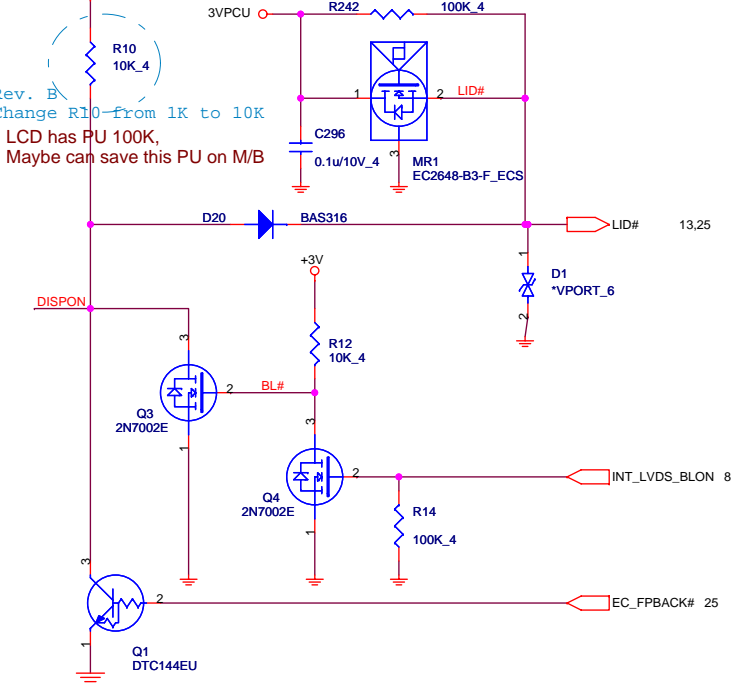 3VPCU
R242
100K_4
R10
10K_4
ev. B
Change R10 from 1K to 10K
LCD has PU 100K,
Maybe can save this PU on M/B
1
2
LID#
C296
0.1u/10V_4
3
MR1
EC2648-B3-F_ECS
D20
BAS316
LID#
13,25
+3V
1
D1
*VPORT_6
2
DISPON
3
R12
10K_4
2
BL#
Q3
2N7002E
3
1
2
INT_LVDS_BLON
8
Q4
2N7002E
R14
100K_4
1
3
2
EC_FPBACK#
25
1
Q1
DTC144EU